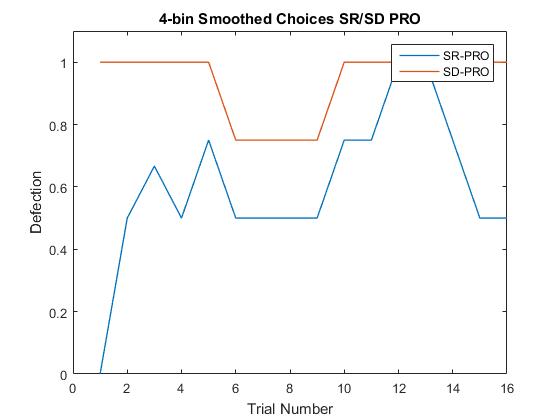 4-bin Smoothed Choices SR/SD PRO
SR-PRO
SD-PRO
1
0.8
0.6
0.4
0.2
0
Defection
0 2 4 6 8 10 12 14 16
Trial Number